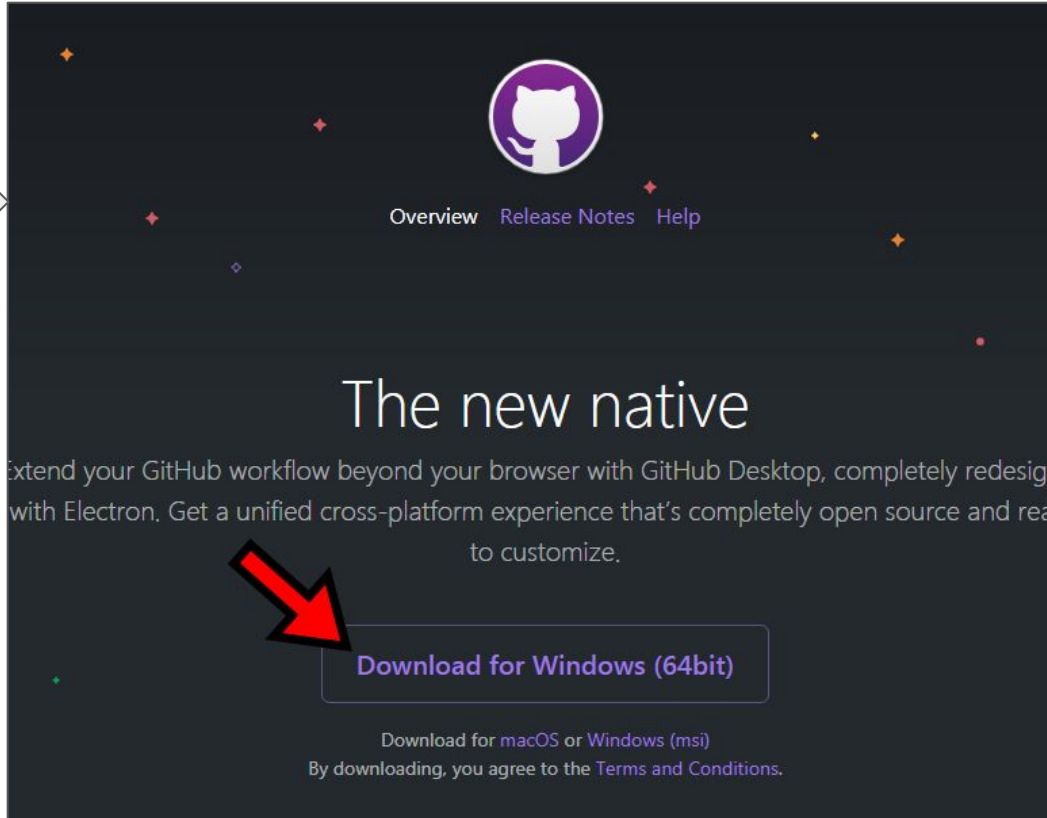 Overview Release Notes Help
The new native
Extend your GitHub workflow beyond your browser with GitHub Desktop, completely
with Electron. Get a unified cross-platform experience that's completely open source and
to customize.
Download for Windows (64bit)
Download for macOS or Windows (msi)
By downloading, you agree to the Terms and Conditions.